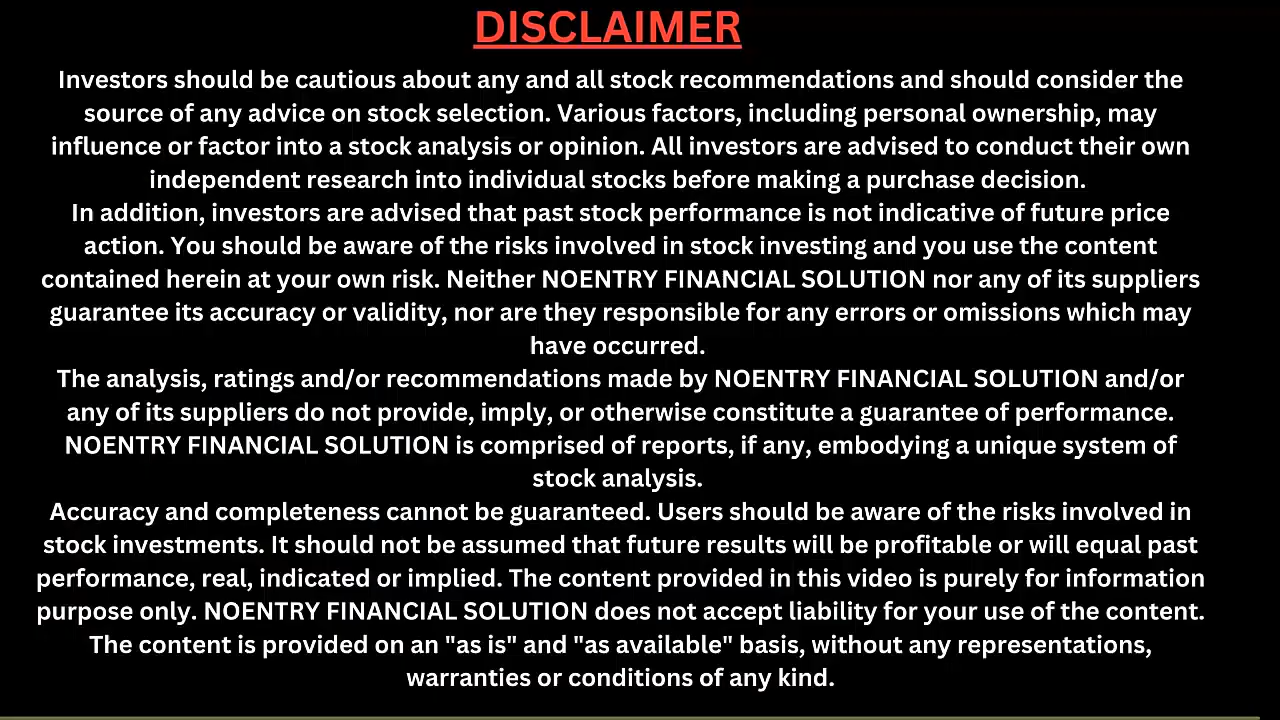 DISCLAIMER
Investors should be cautious about any and all stock recommendations and should consider the
source of any advice on stock selection. Various factors, including personal ownership, may
influence or factor into a stock analysis or opinion. All investors are advised to conduct their own
independent research into individual stocks before making a purchase decision.
In addition, investors are advised that past stock performance is not indicative of future price
action. You should be aware of the risks involved in stock investing and you use the content
contained herein at your own risk. Neither NOENTRY FINANCIAL SOLUTION nor any of its suppliers
guarantee its accuracy or validity, nor are they responsible for any errors or omissions which may
have occurred.
The analysis, ratings and/or recommendations made by NOENTRY FINANCIAL SOLUTION and/or
any of its suppliers do not provide, imply, or otherwise constitute a guarantee of performance.
NOENTRY FINANCIAL SOLUTION is comprised of reports, if any, embodying a unique system of
stock analysis.
Accuracy and completeness cannot be guaranteed. Users should be aware of the risks involved in
stock investments. It should not be assumed that future results will be profitable or will equal past
performance, real, indicated or implied. The content provided in this video is purely for information
purpose only. NOENTRY FINANCIAL SOLUTION does not accept liability for your use of the content.
The content is provided on an "as is" and "as available" basis, without any representations,
warranties or conditions of any kind.